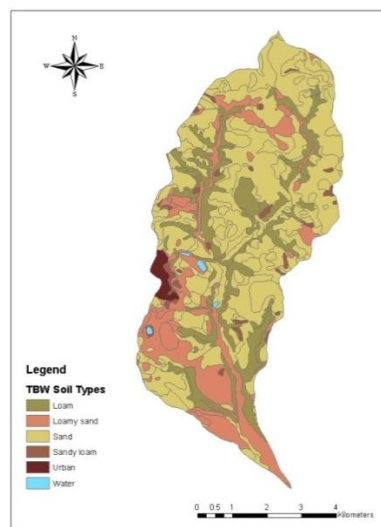 N
W E
S
Legend
TBW Soil Types
Loam
Loamy sand
Sand
Sandy loam
Urban
Water
0 0.5 1 2 3 4
Kilometers